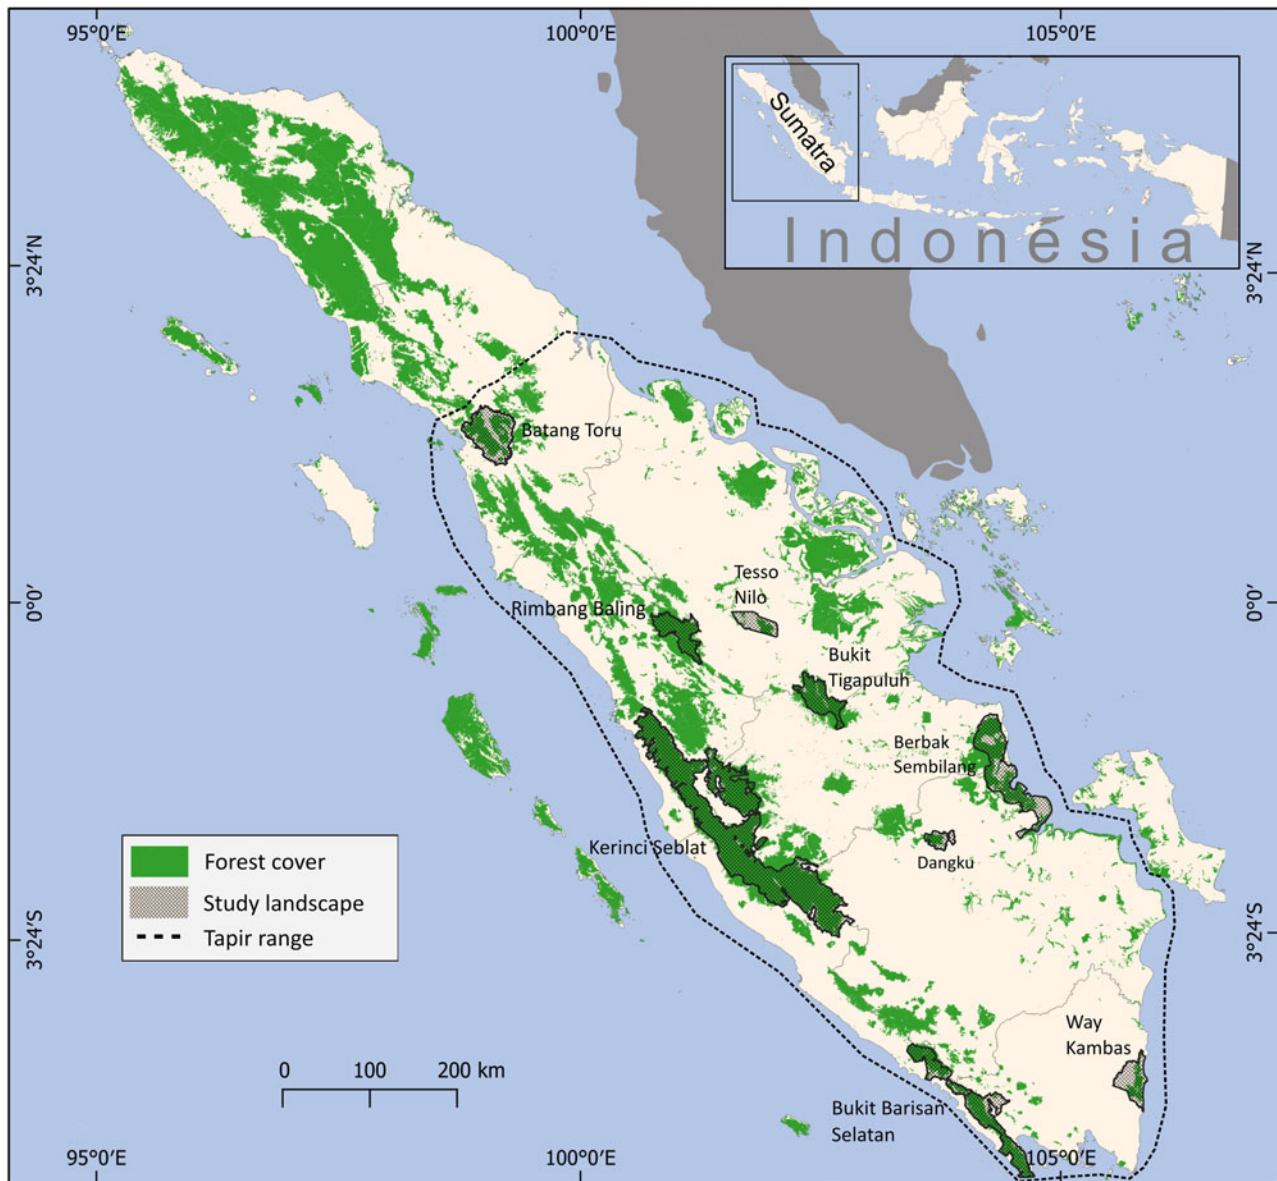 95°0′E
100°0′E
105°0′E
Sumatra
Indonesia
3°24′N
3°24′N
Batang Toru
Tesso
Nilo
Rimbang Baling
0°0′
0°0′
Bukit
Tigapuluh
Berbak
Sembilang
Kerinci Seblat
Dangku
Forest cover
Study landscape
Tapir range
3°24′S
3°24′S
Way
Kambas
0 100 200 km
Bukit Barisan
Selatan
95°0′E
100°0′E
105°0′E